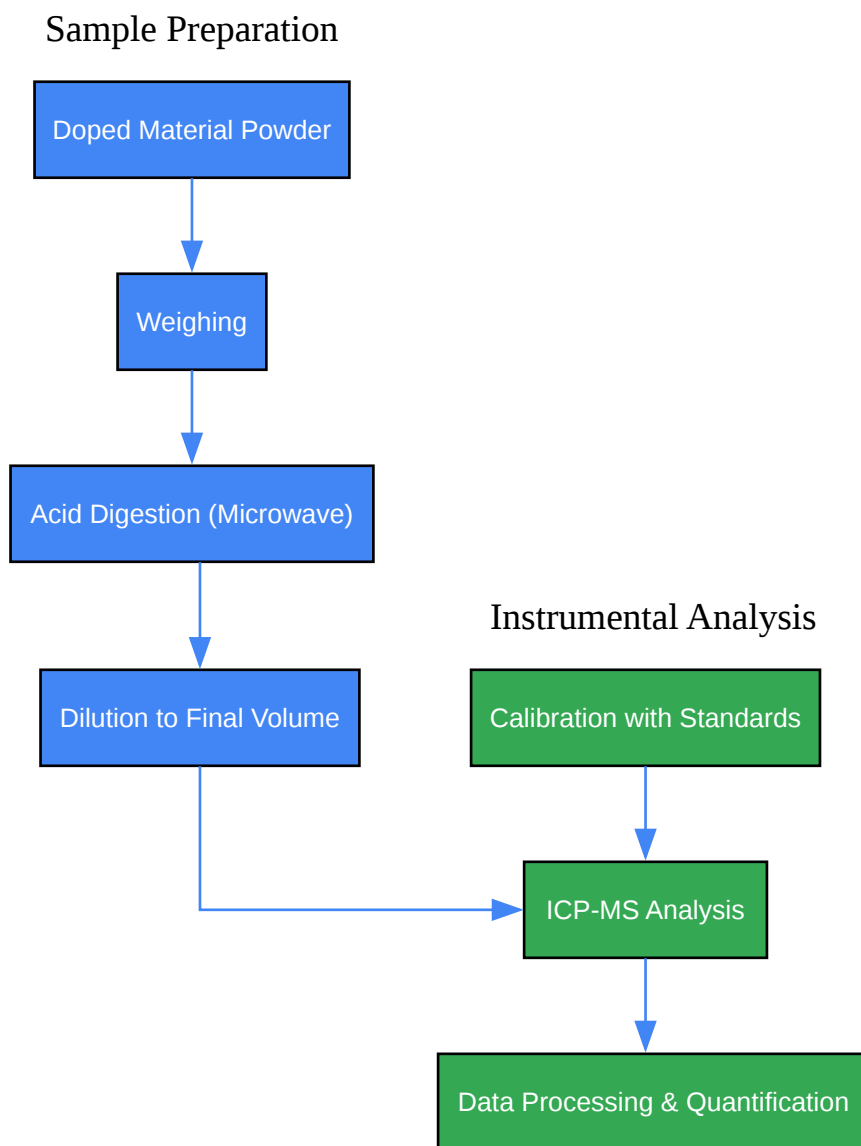 Sample Preparation
Doped Material Powder
Weighing
Acid Digestion (Microwave)
Dilution to Final Volume
Instrumental Analysis
Calibration with Standards
ICP-MS Analysis
Data Processing & Quantification